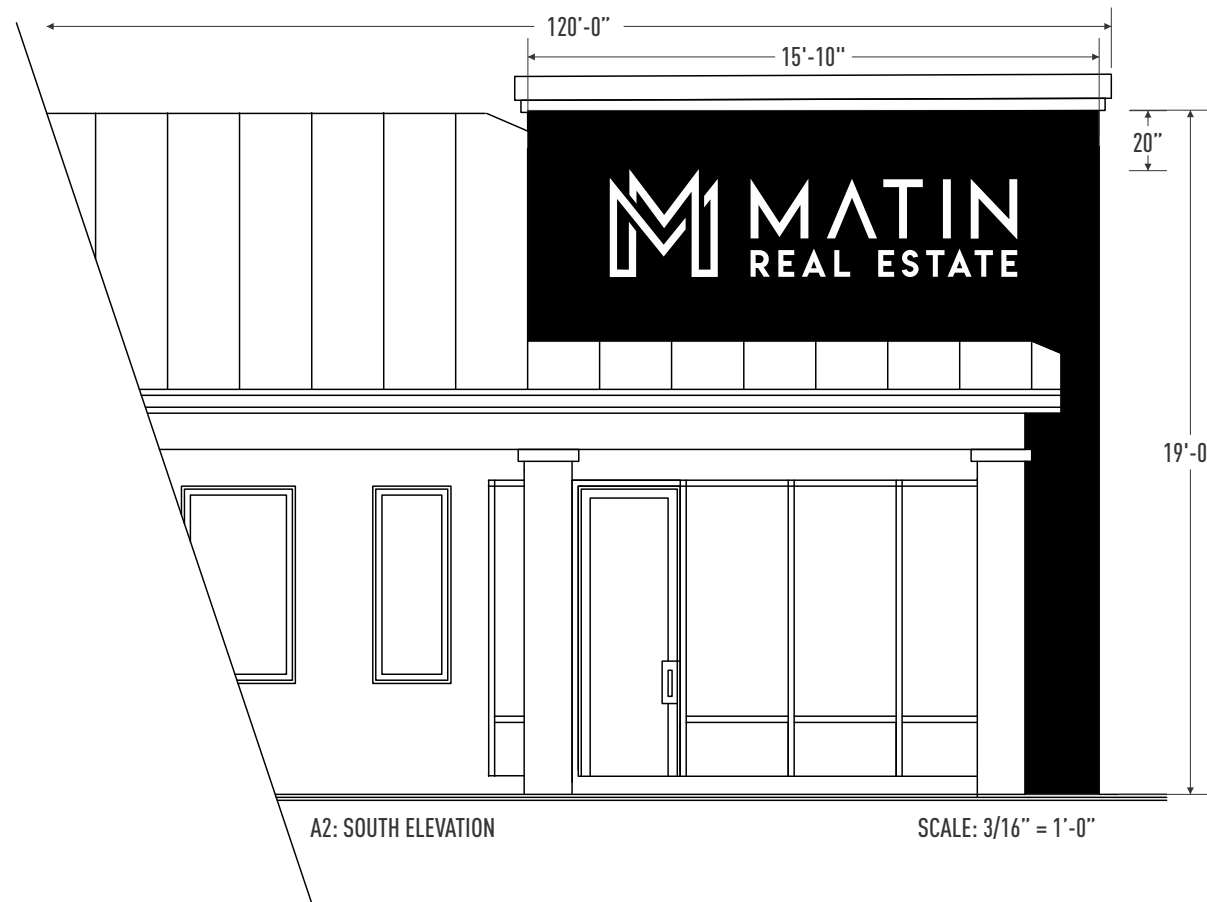 120'-0"
15'-10"
20"
MATIN
REAL ESTATE
19'-0
A2: SOUTH ELEVATION
SCALE: 3/16" = 1'-0"